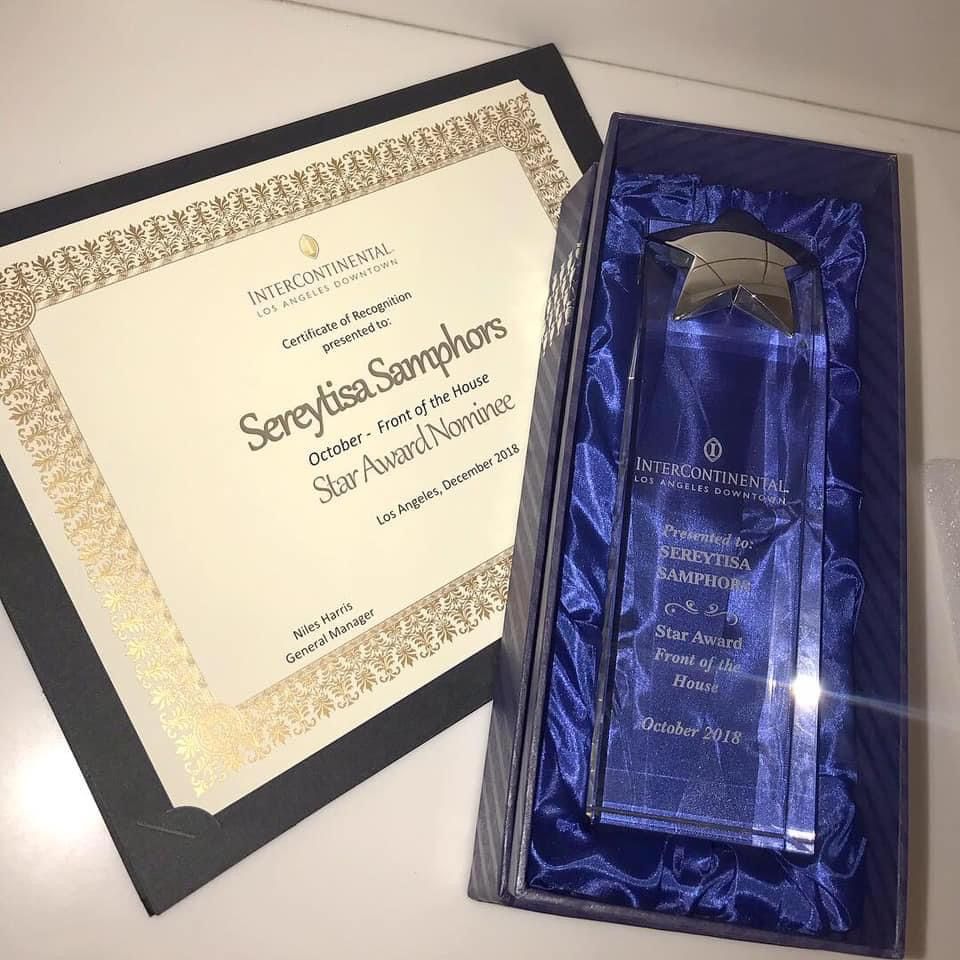 INTERCONTINENTAL
LOS ANGELES DOWNTOWN
Certificate of Recognition
presented to:
Sereytisa Samphors
October - Front of the House
Star Award Nominee
Los Angeles, December 2018
Niles Harris
General Manager
INTERCONTINENTAL
LOS ANGELES DOWNTOWN
Presented to:
SEREYTISA
SAMPHORS
Star Award
Front of the
House
October 2018